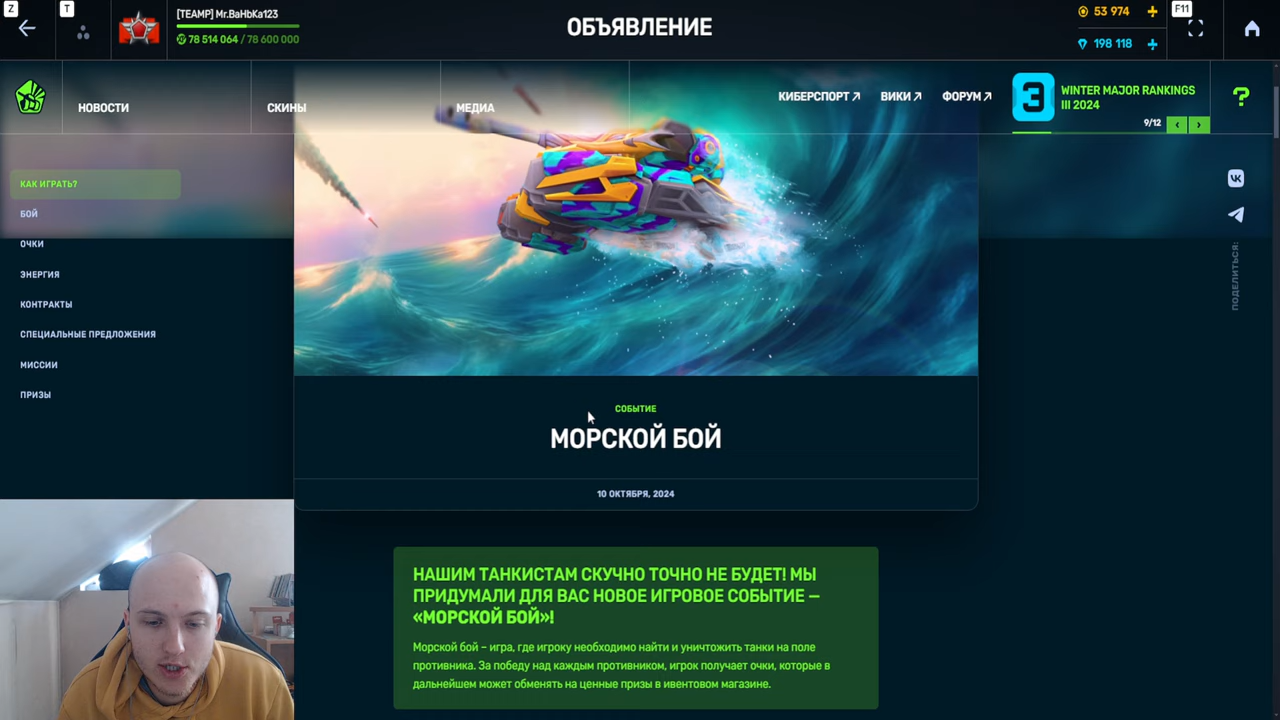 Z
T
[TEAMP] Mr.BaHbKa123
78 514 064 / 78 600 000
ОБЪЯВЛЕНИЕ
53 974
198 118
F11
НОВОСТИ
СКИНЫ
МЕДИА
КИБЕРСПОРТ
ВИКИ
ФОРУМ
3
WINTER MAJOR RANKINGS
III 2024
9/12
?
КАК ИГРАТЬ?
БОЙ
ОЧКИ
ЭНЕРГИЯ
КОНТРАКТЫ
СПЕЦИАЛЬНЫЕ ПРЕДЛОЖЕНИЯ
МИССИИ
ПРИЗЫ
ПОДЕЛИТЬСЯ:
СОБЫТИЕ
МОРСКОЙ БОЙ
10 ОКТЯБРЯ, 2024
НАШИМ ТАНКИСТАМ СКУЧНО ТОЧНО НЕ БУДЕТ! МЫ
ПРИДУМАЛИ ДЛЯ ВАС НОВОЕ ИГРОВОЕ СОБЫТИЕ –
«МОРСКОЙ БОЙ»!
Морской бой – игра, где игроку необходимо найти и уничтожить танки на поле
противника. За победу над каждым противником, игрок получает очки, которые в
дальнейшем может обменять на ценные призы в ивентовом магазине.